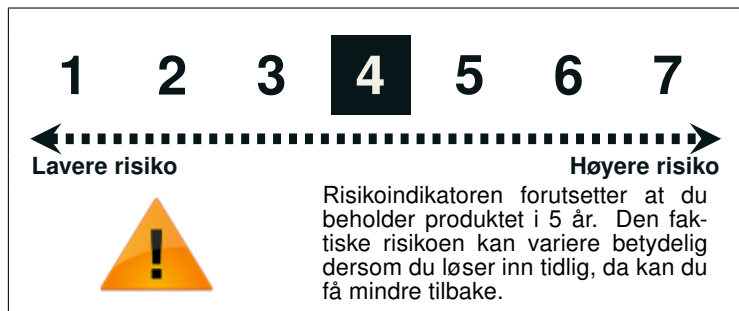 1 2 3 4 5 6 7
Lavere risiko Høyere risiko
Risikoindikatoren forutsetter at du
beholder produktet i 5 år. Den fak-
tiske risikoen kan variere betydelig
dersom du løser inn tidlig, da kan du
få mindre tilbake.